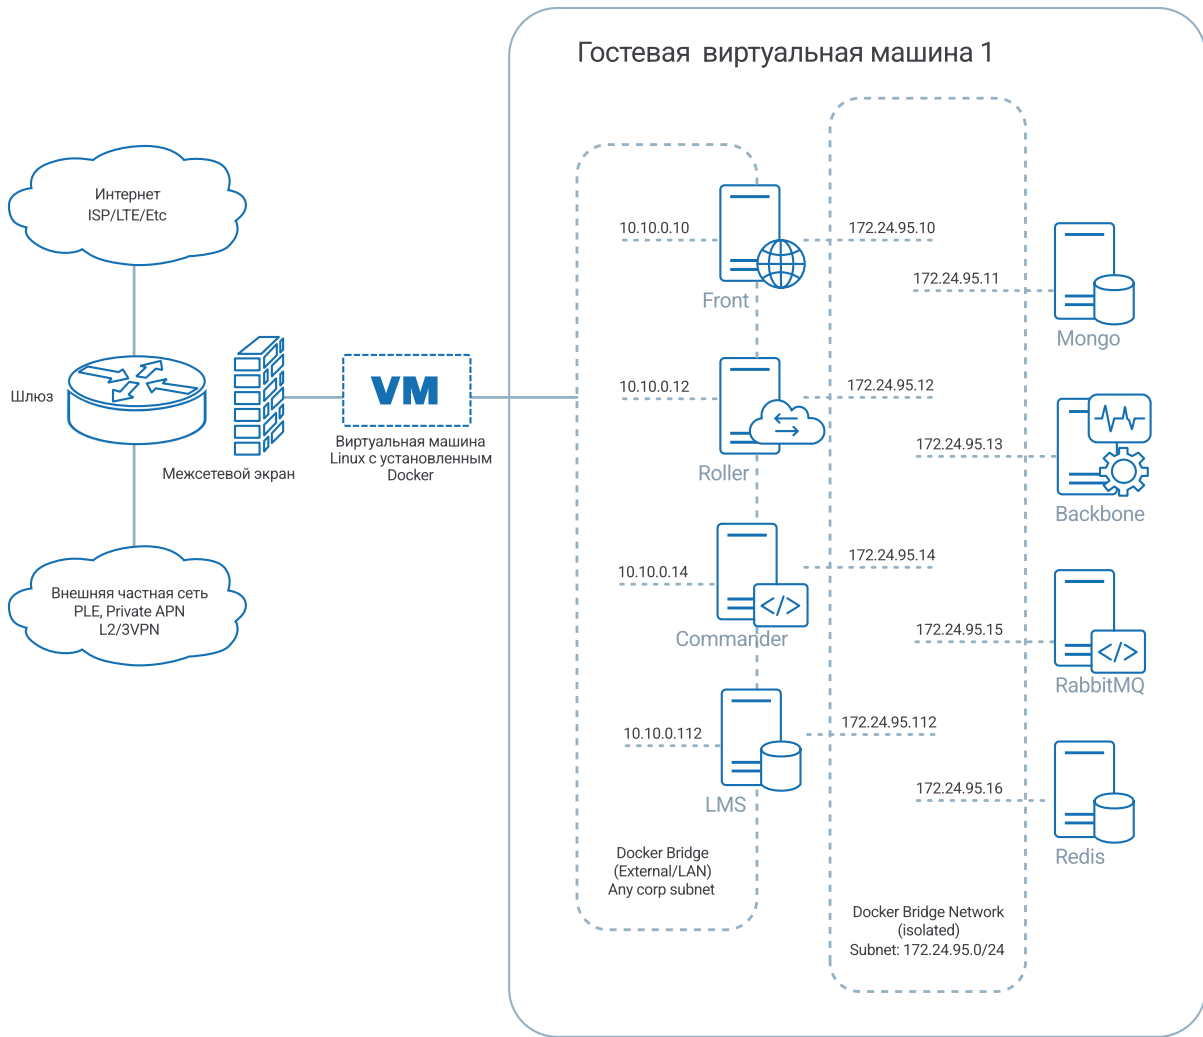 Гостевая виртуальная машина 1
Интернет
ISP/LTE/Etc
Шлюз
Межсетевой экран
VM
Виртуальная машина
Linux с установленным
Docker
Внешняя частная сеть
PLE, Private APN
L2/3VPN
10.10.0.10
Front
172.24.95.10
172.24.95.11
Mongo
10.10.0.12
Roller
172.24.95.12
172.24.95.13
Backbone
10.10.0.14
Commander
</>
172.24.95.14
172.24.95.15
</>
RabbitMQ
10.10.0.112
LMS
172.24.95.112
172.24.95.16
Redis
Docker Bridge
(External/LAN)
Any corp subnet
Docker Bridge Network
(isolated)
Subnet: 172.24.95.0/24